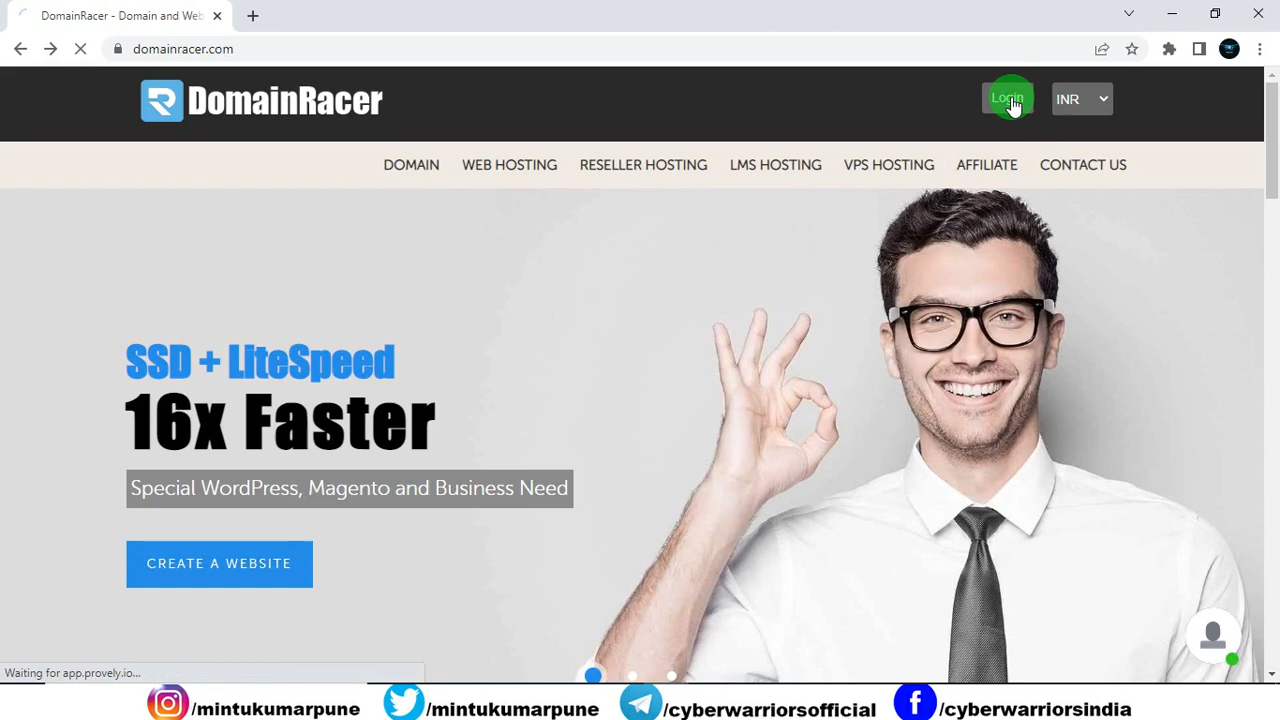 DomainRacer - Domain and Web
domainracer.com
DomainRacer
Login
INR
DOMAIN
WEB HOSTING
RESELLER HOSTING
LMS HOSTING
VPS HOSTING
AFFILIATE
CONTACT US
SSD + LiteSpeed
16x Faster
Special WordPress, Magento and Business Need
CREATE A WEBSITE
Waiting for app.provely.io...
/mintukumarpune
/mintukumarpune
/cyberwarriorsofficial
/cyberwarriorsindia